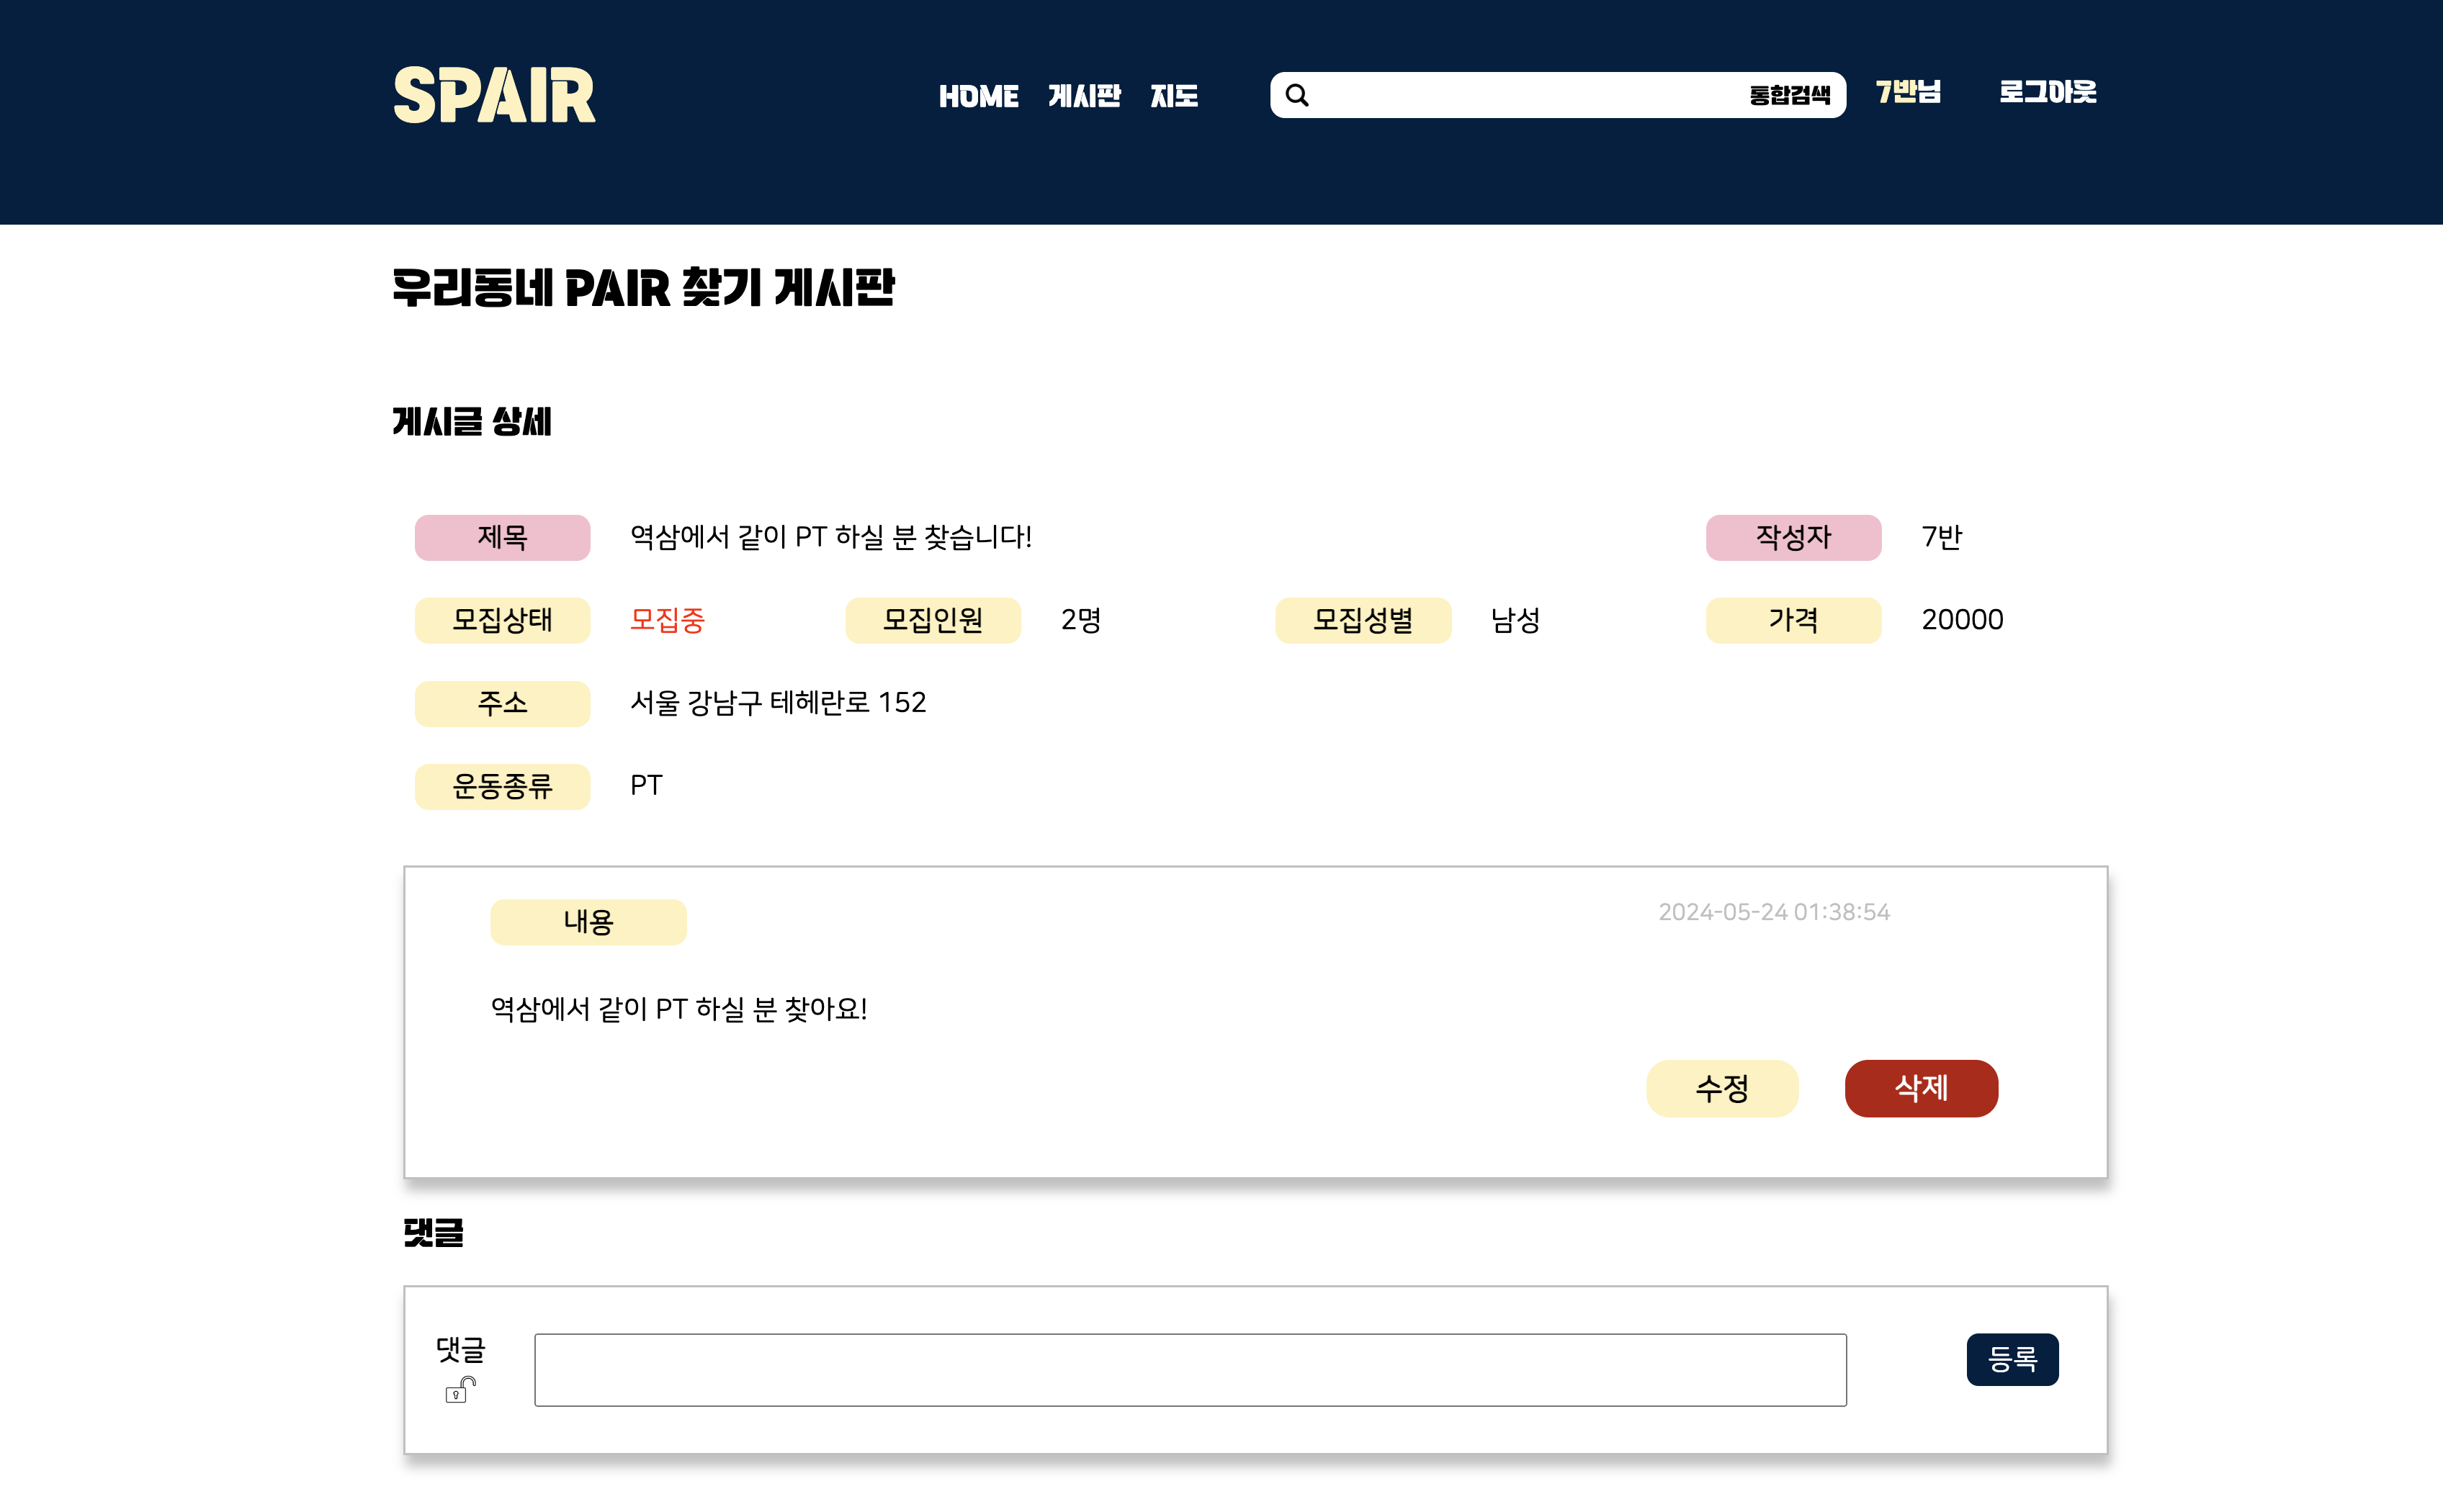 SPAIR HOME 게시판 지도 통합검색 7반님 로그아웃
우리동네 PAIR 찾기 게시판
게시글 상세
제목 역삼에서 같이 PT 하실 분 찾습니다! 작성자 7반
모집상태 모집중 모집인원 2명 모집성별 남성 가격 20000
주소 서울 강남구 테헤란로 152
운동종류 PT
내용 2024-05-24 01:38:54
역삼에서 같이 PT 하실 분 찾아요!
수정 삭제
댓글
댓글 등록